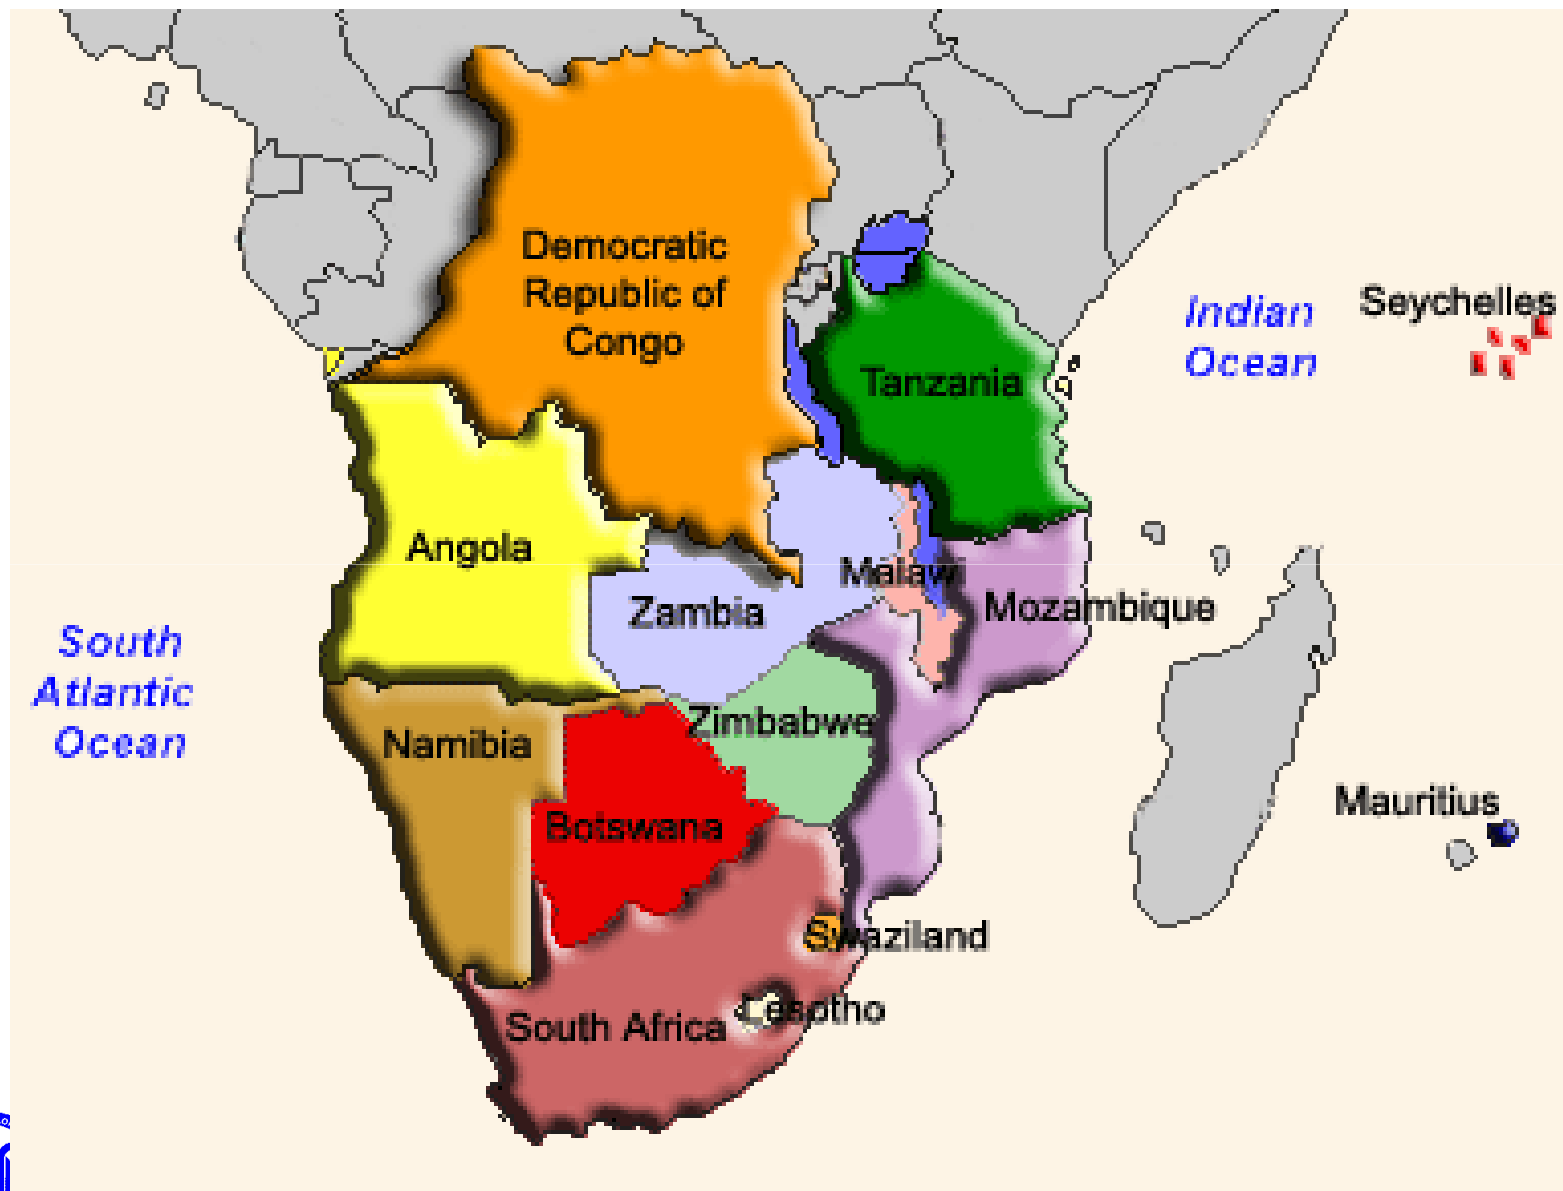 Democratic
Republic of
Congo
Indian
Ocean
Seychelles
Tanzania
Angola
Malawi
Zambia
Mozambique
South
Atlantic
Ocean
Namibia
Zimbabwe
Mauritius
Botswana
Swaziland
Lesotho
South Africa